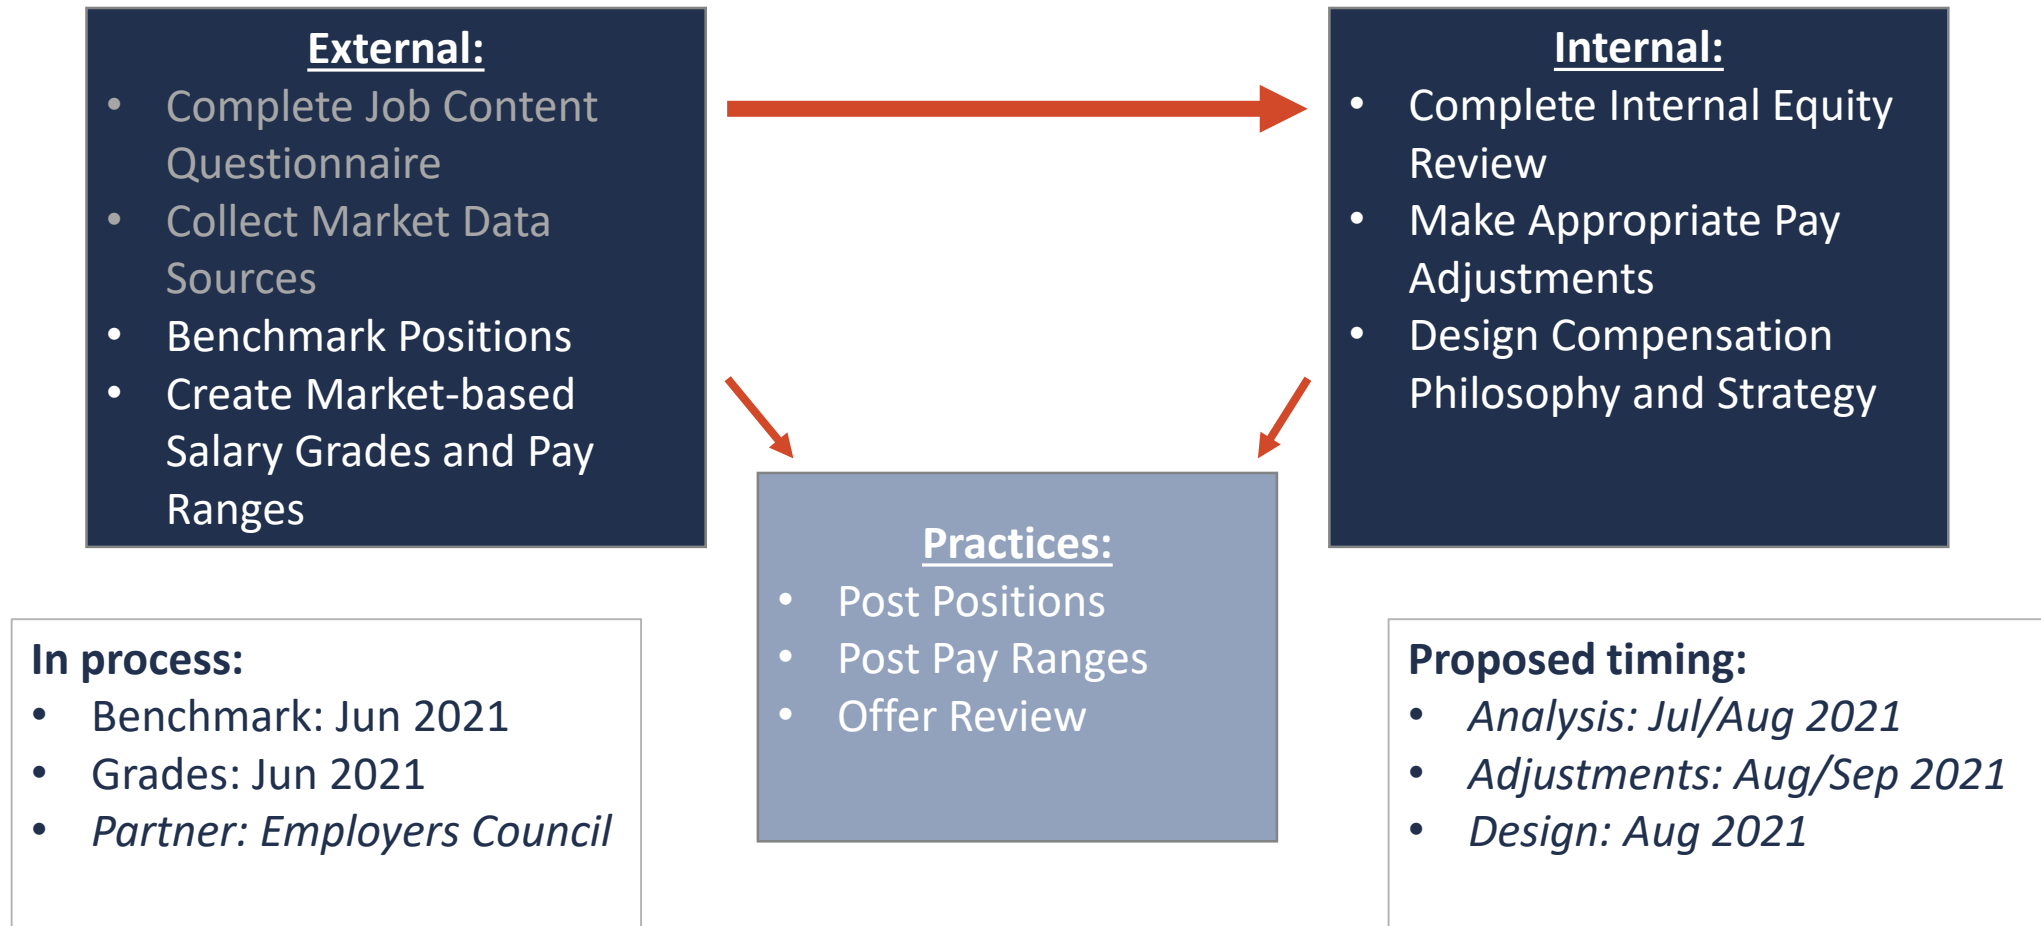 External:
• Complete Job Content
Questionnaire
• Collect Market Data
Sources
• Benchmark Positions
• Create Market-based
Salary Grades and Pay
Ranges
Internal:
• Complete Internal Equity
Review
• Make Appropriate Pay
Adjustments
• Design Compensation
Philosophy and Strategy
Practices:
• Post Positions
• Post Pay Ranges
• Offer Review
In process:
• Benchmark: Jun 2021
• Grades: Jun 2021
• Partner: Employers Council
Proposed timing:
• Analysis: Jul/Aug 2021
• Adjustments: Aug/Sep 2021
• Design: Aug 2021